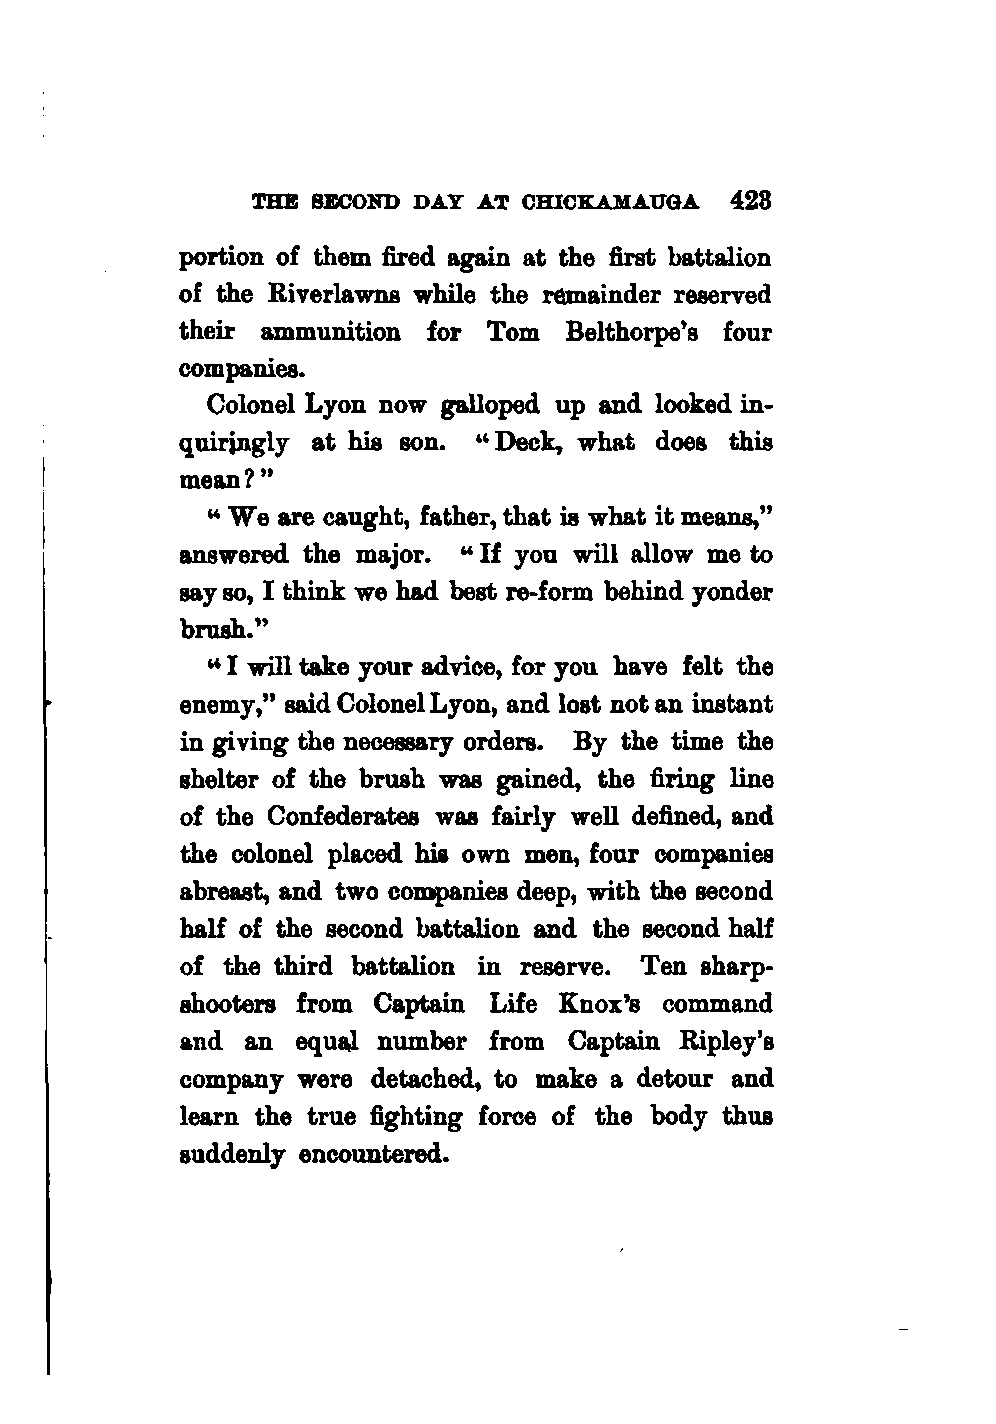 THE SECOND DAY AT CHICKAMAUGA 423
portion of them fired again at the first battalion
of the Riverlawns while the remainder reserved
their ammunition for Tom Belthorpe's four
companies.
Colonel Lyon now galloped up and looked in-
quiringly at his son. "Deck, what does this
mean?"
"We are caught, father, that is what it means,"
answered the major. "If you will allow me to
say so, I think we had best re-form behind yonder
brush."
"I will take your advice, for you have felt the
enemy," said Colonel Lyon, and lost not an instant
in giving the necessary orders. By the time the
shelter of the brush was gained, the firing line
of the Confederates was fairly well defined, and
the colonel placed his own men, four companies
abreast, and two companies deep, with the second
half of the second battalion and the second half
of the third battalion in reserve. Ten sharp-
shooters from Captain Life Knox's command
and an equal number from Captain Ripley's
company were detached, to make a detour and
learn the true fighting force of the body thus
suddenly encountered.